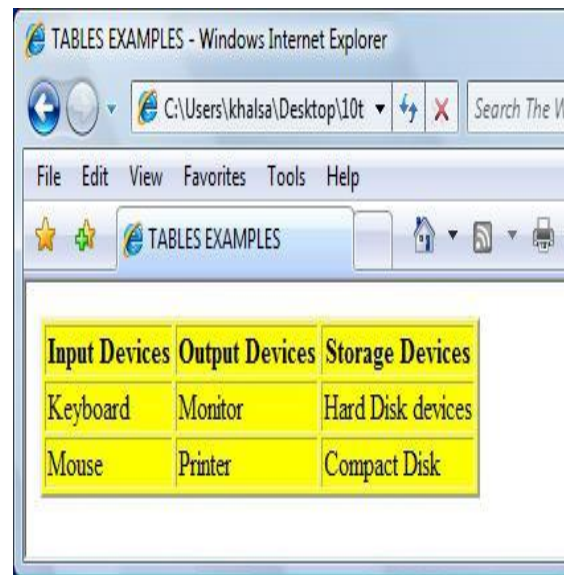 TABLES EXAMPLES - Windows Internet Explorer
C:\Users\khalsa\Desktop\10t
Search The W
File Edit View Favorites Tools Help
TABLES EXAMPLES
Input Devices Output Devices Storage Devices
Keyboard Monitor Hard Disk devices
Mouse Printer Compact Disk